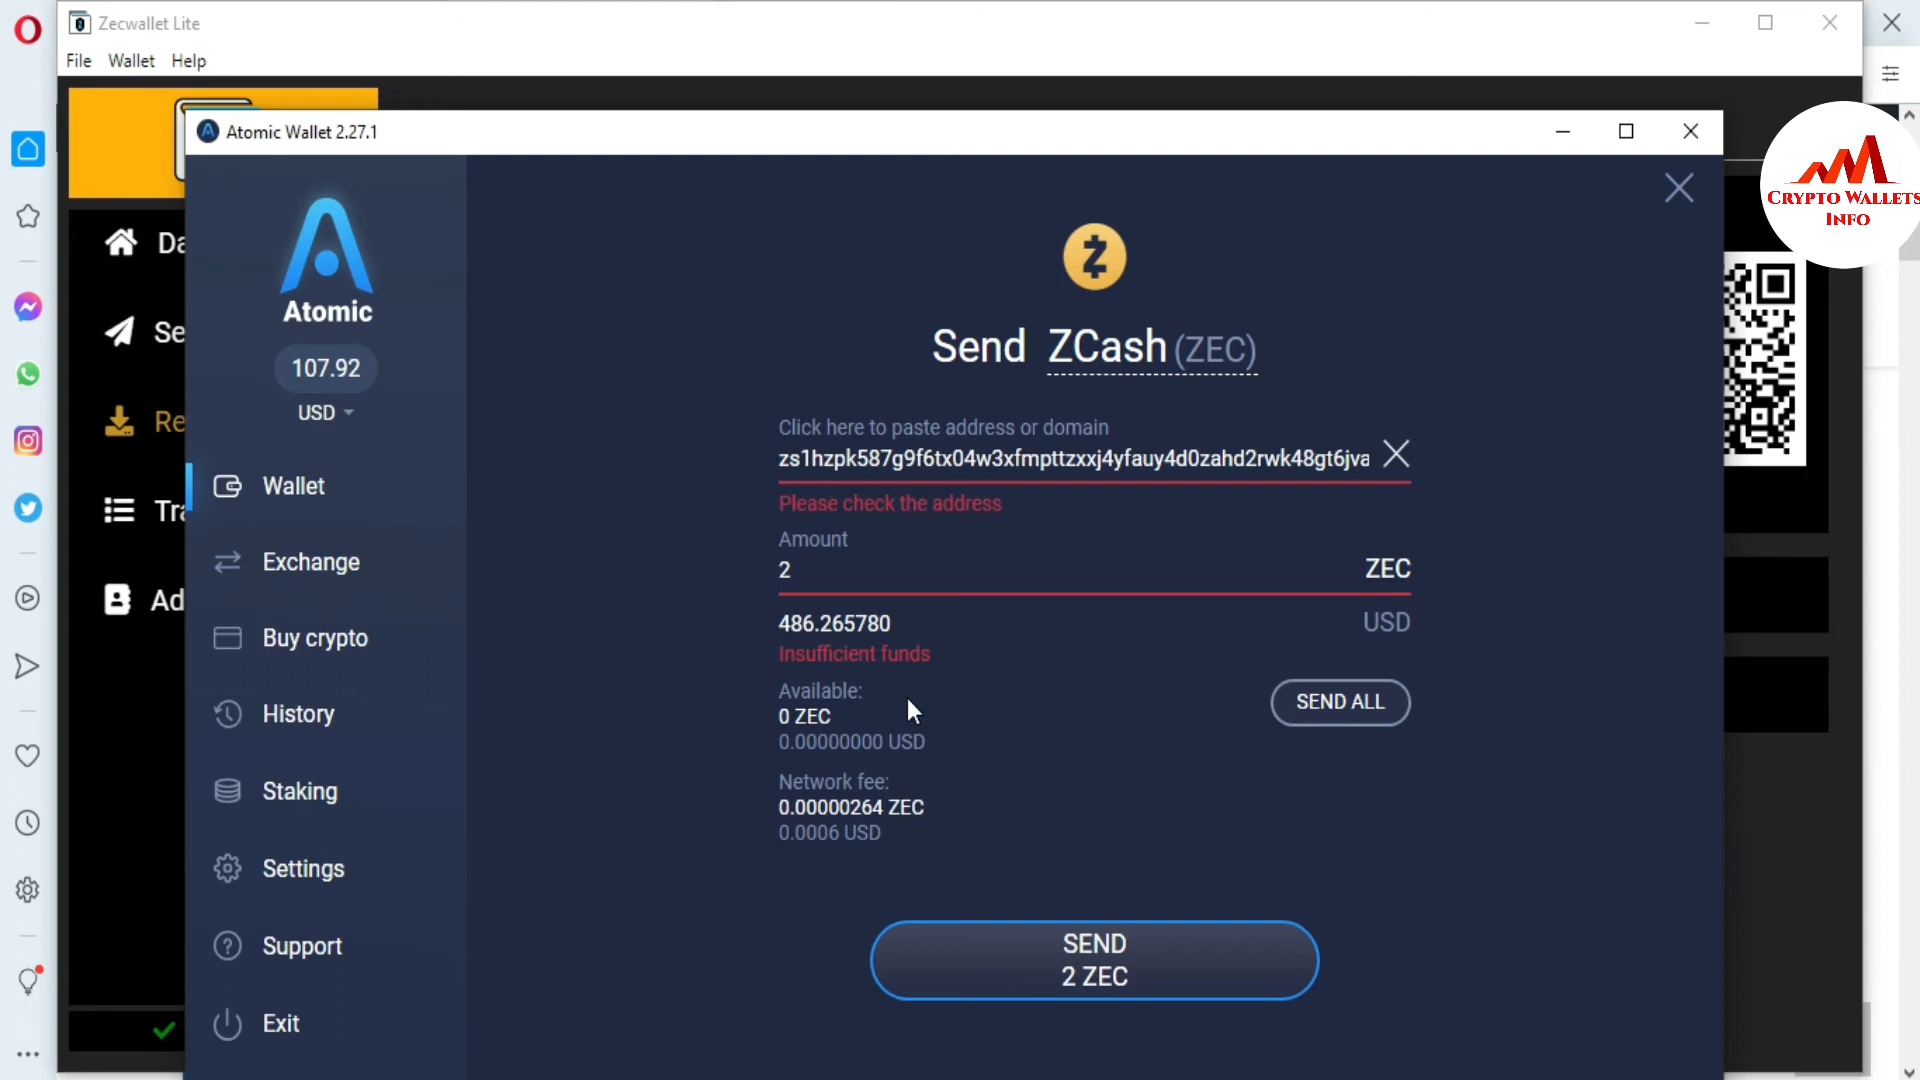 Zecwallet Lite
File Wallet Help
Atomic Wallet 2.27.1
CRYPTO WALLETS
INFO
Da
Se
Re
Tra
Ad
Atomic
107.92
USD
Wallet
Exchange
Buy crypto
History
Staking
Settings
Support
Exit
Send ZCash (ZEC)
Click here to paste address or domain
zs1hzpk587g9f6tx04w3xfmpttzxxj4yfauy4d0zahd2rwk48gt6jva
Please check the address
Amount
2 ZEC
486.265780 USD
Insufficient funds
Available:
0 ZEC
0.00000000 USD
SEND ALL
Network fee:
0.00000264 ZEC
0.0006 USD
SEND
2 ZEC